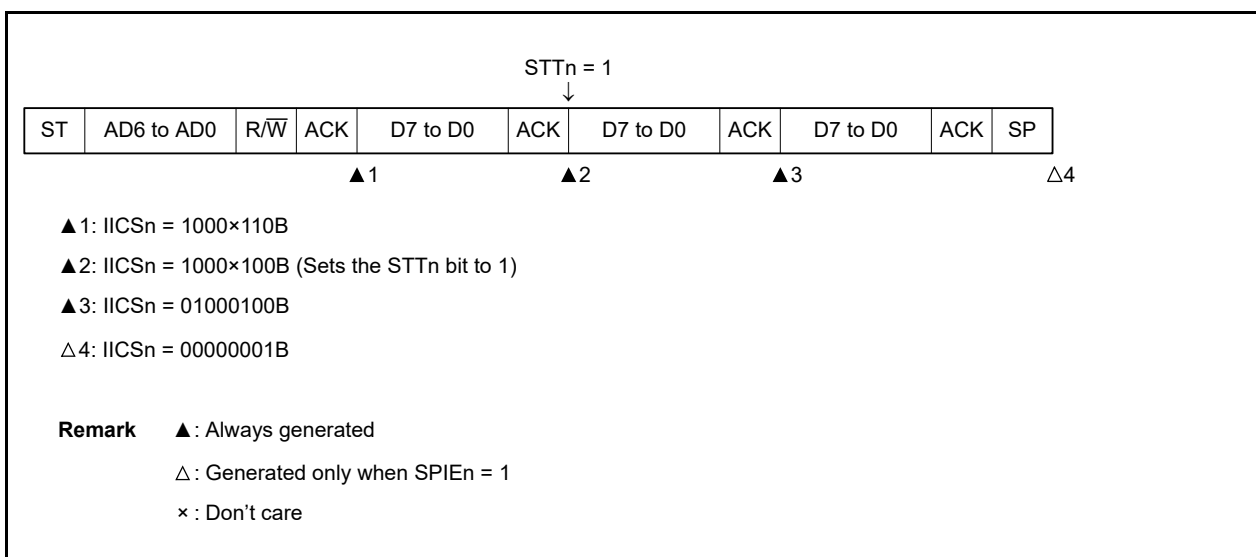 STTn = 1
↓
ST AD6 to AD0 R/W̅ ACK D7 to D0 ACK D7 to D0 ACK D7 to D0 ACK SP
▲1 ▲2 ▲3 △4
▲1: IICSn = 1000×110B
▲2: IICSn = 1000×100B (Sets the STTn bit to 1)
▲3: IICSn = 01000100B
△4: IICSn = 00000001B
Remark ▲: Always generated
△: Generated only when SPIEn = 1
× : Don't care